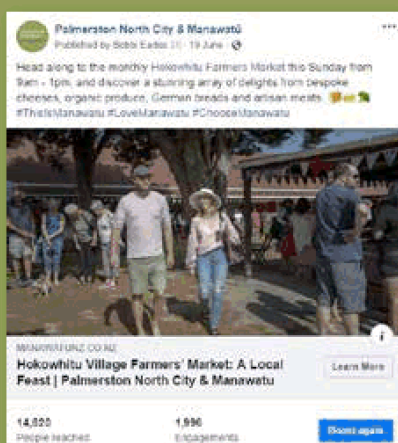 Palmerston North City & Manawatū
Published by Bobbi Eades · 19 June ·
Head along to the monthly Hokowhitu Farmers Market this Sunday from
9am - 1pm, and discover a stunning array of delights from bespoke
cheeses, organic produce, German breads and artisan meats.
#ThisIsManawatu #LoveManawatu #ChooseManawatu
MANAWATUNZ.CO.NZ
Hokowhitu Village Farmers' Market: A Local
Feast | Palmerston North City & Manawatu
Learn More
14,020
People reached
1,996
Engagements
Boost again